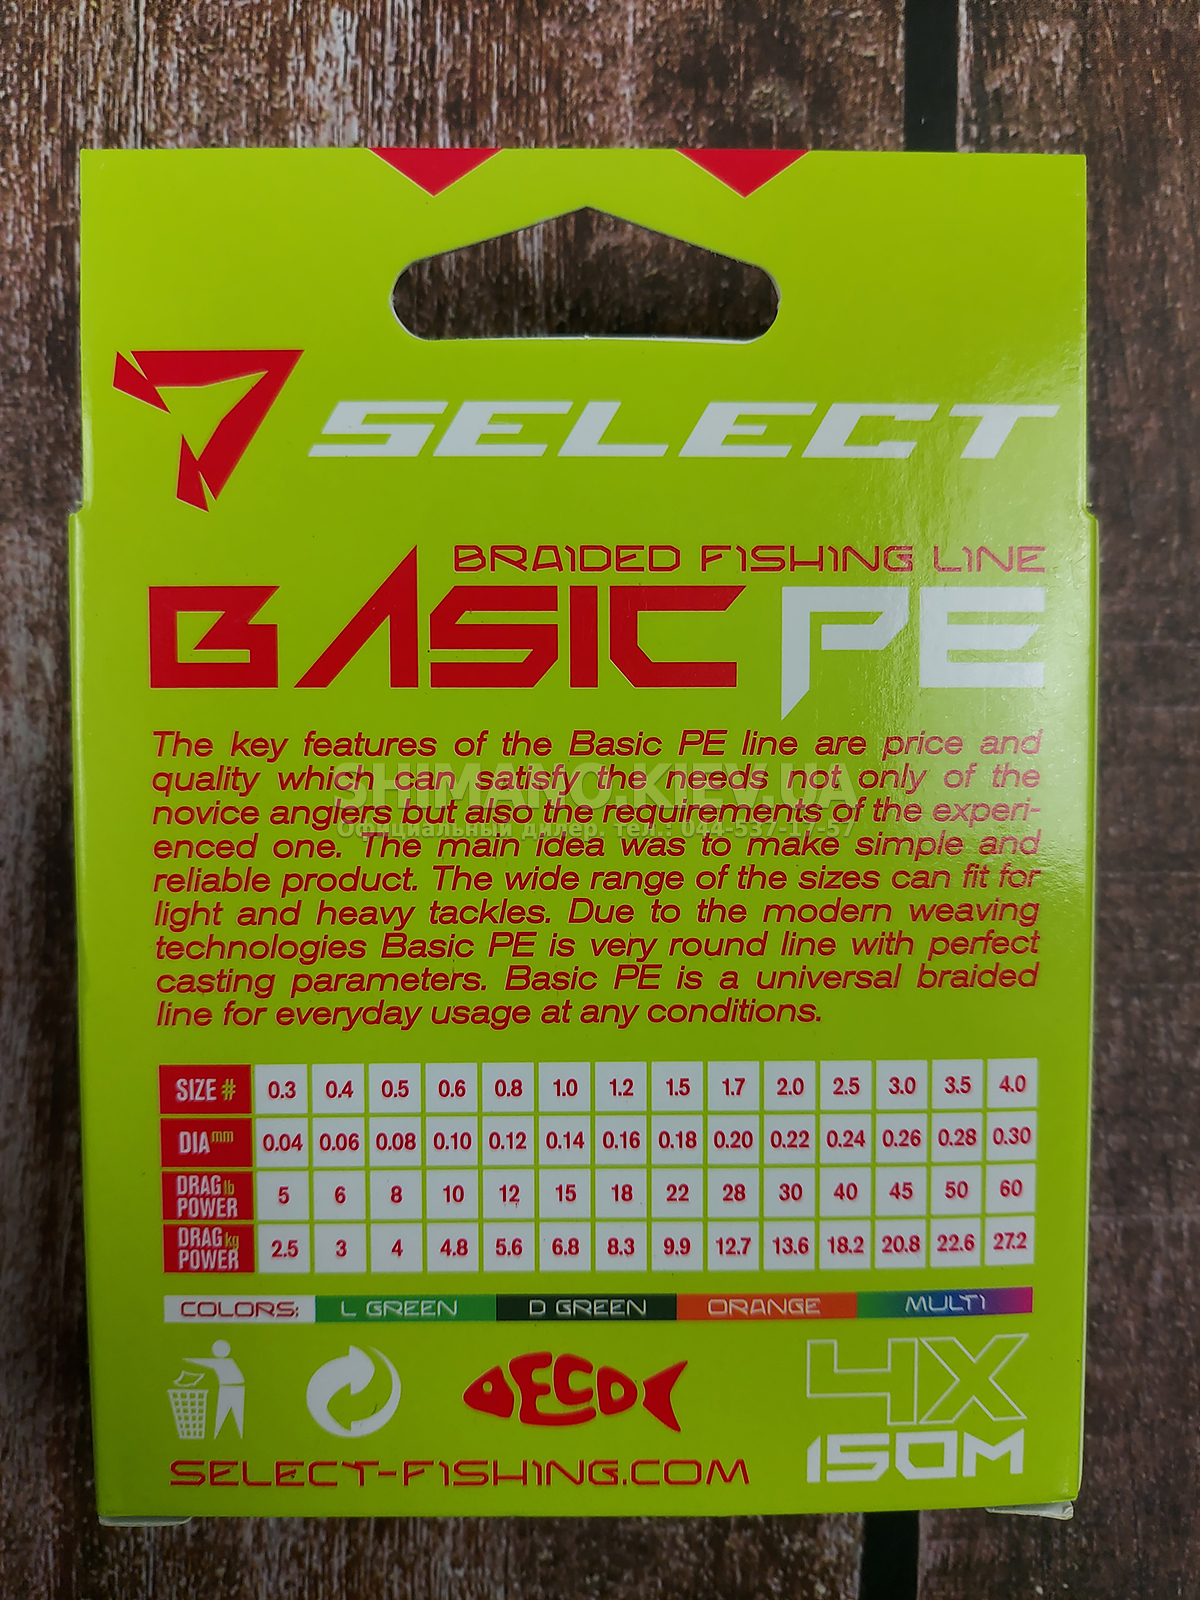 SELECT
BRAIDED FISHING LINE
BASIC PE
The key features of the Basic PE line are price and
quality which can satisfy the needs not only of the
novice anglers but also the requirements of the experi-
enced one. The main idea was to make simple and
reliable product. The wide range of the sizes can fit for
light and heavy tackles. Due to the modern weaving
technologies Basic PE is very round line with perfect
casting parameters. Basic PE is a universal braided
line for everyday usage at any conditions.
SHIMANO.KIEV.UA
Официальный дилер. тел.: 044-537-17-57
SIZE # 0.3 0.4 0.5 0.6 0.8 1.0 1.2 1.5 1.7 2.0 2.5 3.0 3.5 4.0
DIA mm 0.04 0.06 0.08 0.10 0.12 0.14 0.16 0.18 0.20 0.22 0.24 0.26 0.28 0.30
DRAG lb POWER 5 6 8 10 12 15 18 22 28 30 40 45 50 60
DRAG kg POWER 2.5 3 4 4.8 5.6 6.8 8.3 9.9 12.7 13.6 18.2 20.8 22.6 27.2
COLORS: L GREEN D GREEN ORANGE MULTI
ECO
4X
150M
SELECT-FISHING.COM